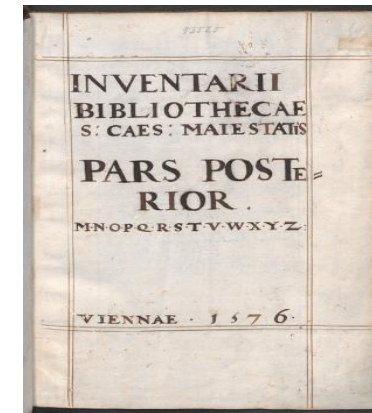 INVENTARII
BIBLIOTHECAE
S: CAES: MAIESTATIS
PARS POSTE=
RIOR.
M·N·O·P·Q·R·S·T·V·W·X·Y·Z:
VIENNAE · 1576·